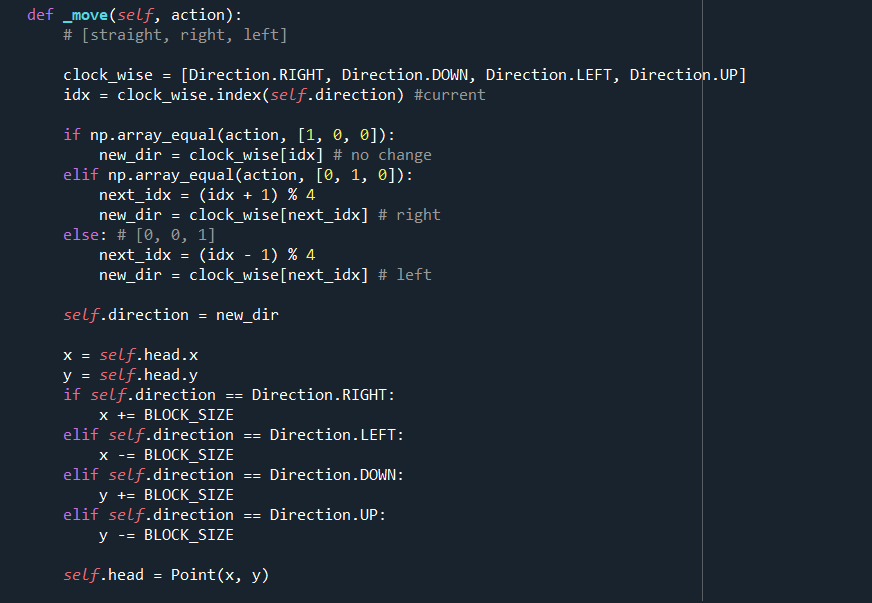 def _move(self, action):
    # [straight, right, left]

    clock_wise = [Direction.RIGHT, Direction.DOWN, Direction.LEFT, Direction.UP]
    idx = clock_wise.index(self.direction) #current

    if np.array_equal(action, [1, 0, 0]):
        new_dir = clock_wise[idx] # no change
    elif np.array_equal(action, [0, 1, 0]):
        next_idx = (idx + 1) % 4
        new_dir = clock_wise[next_idx] # right
    else: # [0, 0, 1]
        next_idx = (idx - 1) % 4
        new_dir = clock_wise[next_idx] # left

    self.direction = new_dir

    x = self.head.x
    y = self.head.y
    if self.direction == Direction.RIGHT:
        x += BLOCK_SIZE
    elif self.direction == Direction.LEFT:
        x -= BLOCK_SIZE
    elif self.direction == Direction.DOWN:
        y += BLOCK_SIZE
    elif self.direction == Direction.UP:
        y -= BLOCK_SIZE

    self.head = Point(x, y)